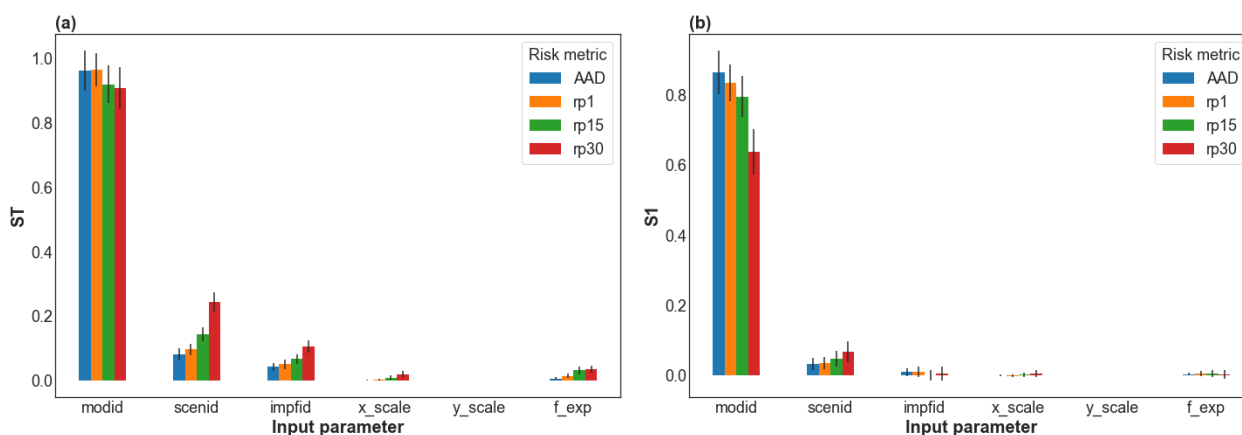 (a)
ST
1.0
0.8
0.6
0.4
0.2
0.0
Risk metric
AAD
rp1
rp15
rp30
modid scenid impfid x_scale y_scale f_exp
Input parameter
(b)
S1
0.8
0.6
0.4
0.2
0.0
Risk metric
AAD
rp1
rp15
rp30
modid scenid impfid x_scale y_scale f_exp
Input parameter